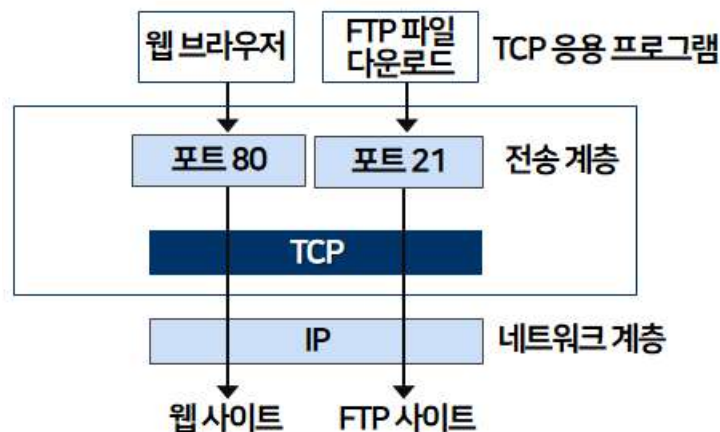 웹 브라우저
FTP 파일
다운로드
TCP 응용 프로그램
포트 80
포트 21
전송 계층
TCP
IP
네트워크 계층
웹 사이트
FTP 사이트